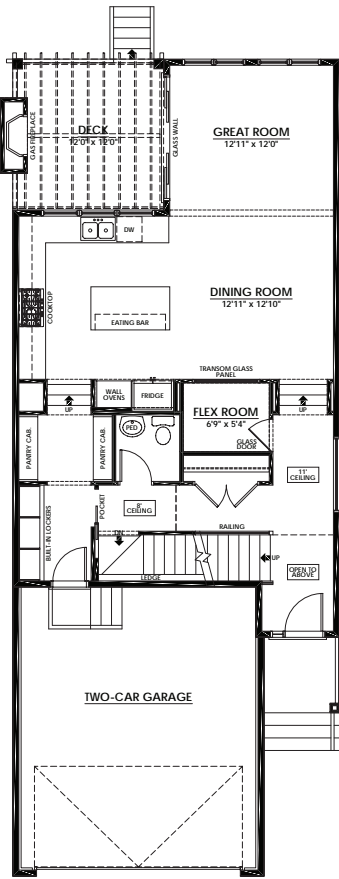 DECK
12'0" x 12'0"
GAS FIREPLACE
GLASS WALL
GREAT ROOM
12'11" x 12'0"
DW
COOKTOP
EATING BAR
DINING ROOM
12'11" x 12'10"
TRANSOM GLASS
PANEL
UP
WALL
OVENS
FRIDGE
FLEX ROOM
6'9" x 5'4"
GLASS
DOOR
UP
PANTRY CAB.
PANTRY CAB.
PED
11'
CEILING
BUILT-IN LOCKERS
POCKET
8'
CEILING
RAILING
DN
UP
LEDGE
OPEN TO
ABOVE
TWO-CAR GARAGE